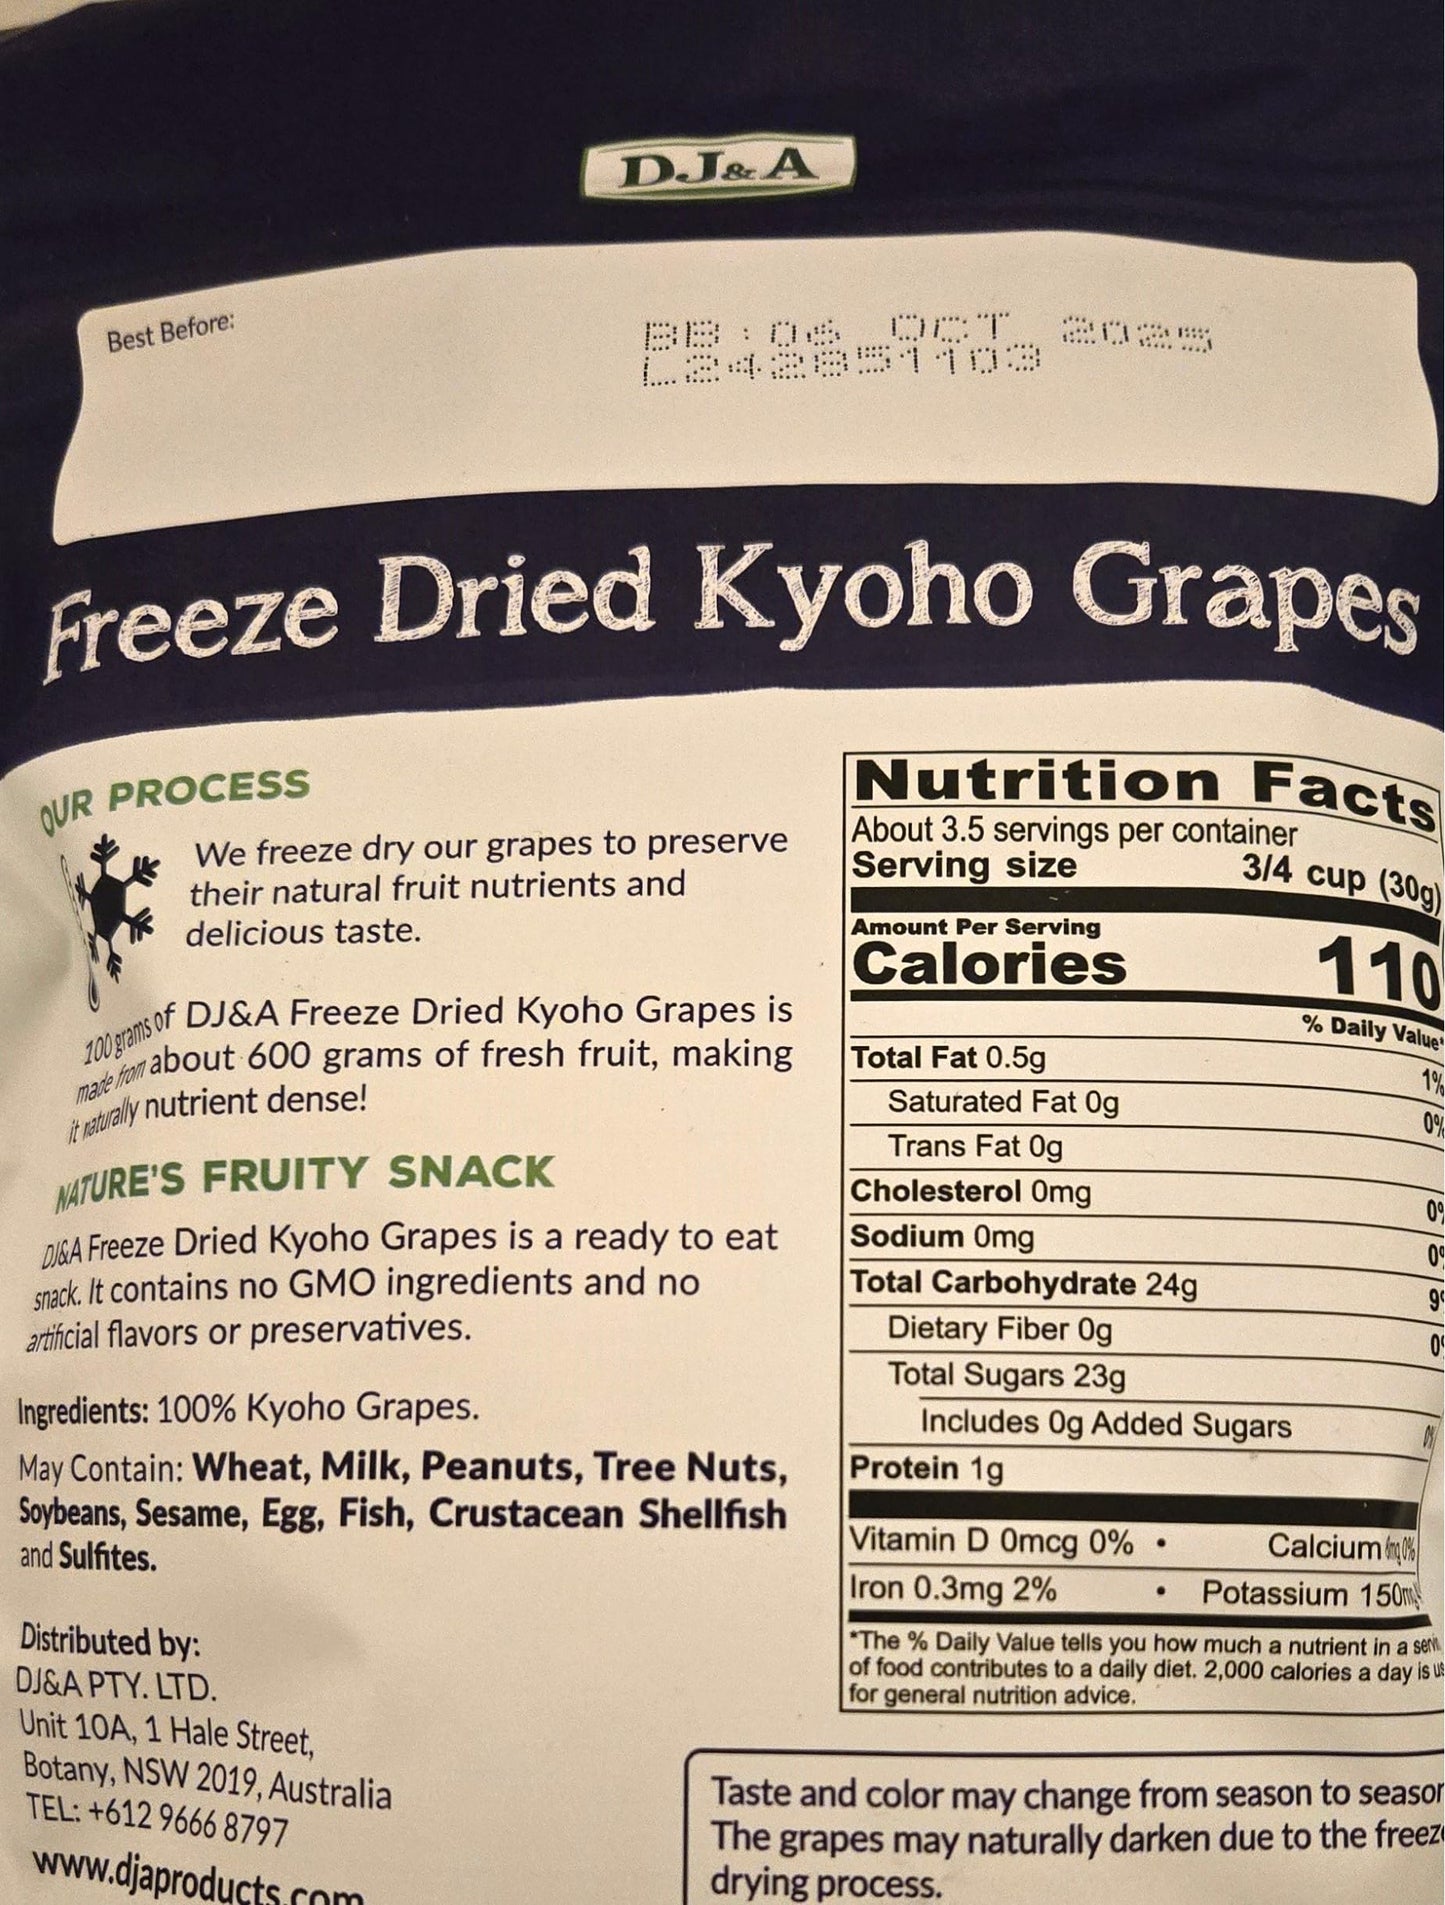 DJ&A
Best Before:
BB: 06 OCT 2025
L242851103
Freeze Dried Kyoho Grapes
OUR PROCESS
We freeze dry our grapes to preserve
their natural fruit nutrients and
delicious taste.
100 grams of DJ&A Freeze Dried Kyoho Grapes is
made from about 600 grams of fresh fruit, making
it naturally nutrient dense!
NATURE'S FRUITY SNACK
DJ&A Freeze Dried Kyoho Grapes is a ready to eat
snack. It contains no GMO ingredients and no
artificial flavors or preservatives.
Ingredients: 100% Kyoho Grapes.
May Contain: Wheat, Milk, Peanuts, Tree Nuts,
Soybeans, Sesame, Egg, Fish, Crustacean Shellfish
and Sulfites.
Distributed by:
DJ&A PTY. LTD.
Unit 10A, 1 Hale Street,
Botany, NSW 2019, Australia
TEL: +612 9666 8797
www.djaproducts.com
Nutrition Facts
About 3.5 servings per container
Serving size 3/4 cup (30g)
Amount Per Serving
Calories 110
% Daily Value*
Total Fat 0.5g 1%
Saturated Fat 0g 0%
Trans Fat 0g
Cholesterol 0mg 0%
Sodium 0mg 0%
Total Carbohydrate 24g 9%
Dietary Fiber 0g 0%
Total Sugars 23g
Includes 0g Added Sugars 0%
Protein 1g
Vitamin D 0mcg 0% • Calcium 0%
Iron 0.3mg 2% • Potassium 150mg
*The % Daily Value tells you how much a nutrient in a
of food contributes to a daily diet. 2,000 calories a day is
for general nutrition advice.
Taste and color may change from season to season
The grapes may naturally darken due to the freeze
drying process.